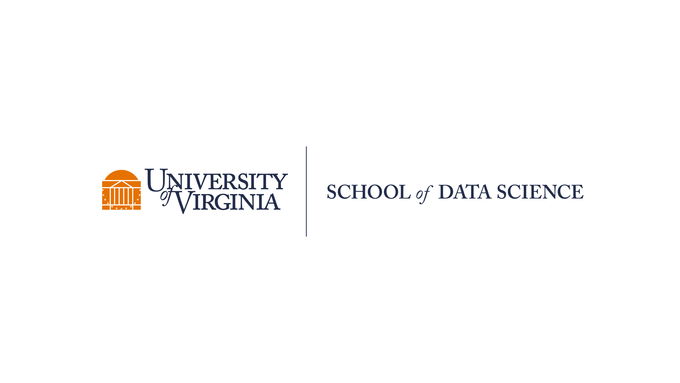 UNIVERSITY
of VIRGINIA
SCHOOL of DATA SCIENCE